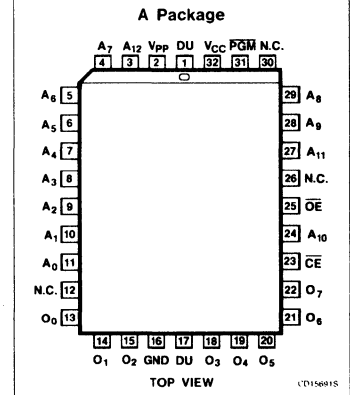 A Package
A7 A12 VPP DU VCC PGM N.C.
4 3 2 1 32 31 30
A6 5 29 A8
A5 6 28 A9
A4 7 27 A11
A3 8 26 N.C.
A2 9 25 OE
A1 10 24 A10
A0 11 23 CE
N.C. 12 22 O7
O0 13 21 O6
14 15 16 17 18 19 20
O1 O2 GND DU O3 O4 O5
TOP VIEW
CD15691S